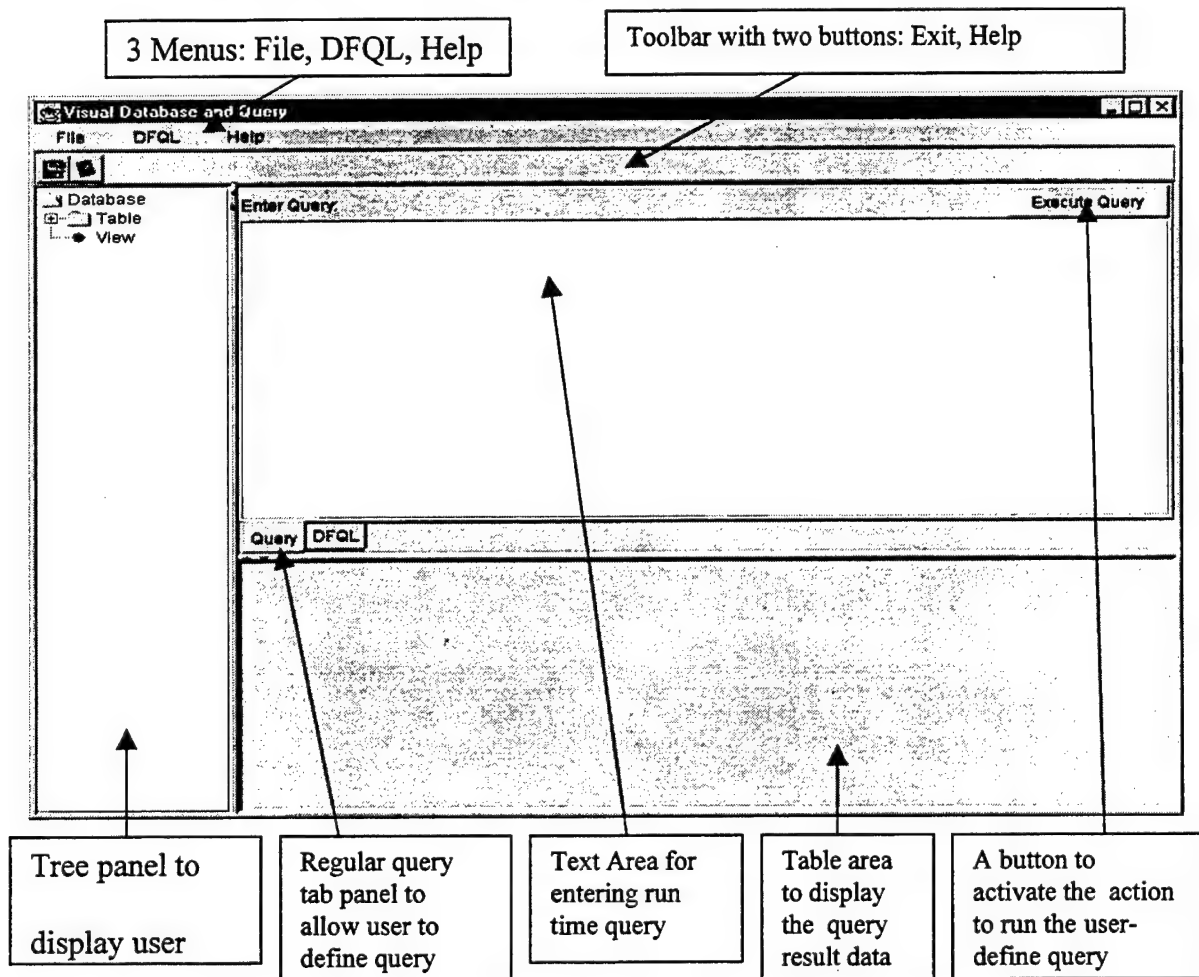 3 Menus: File, DFQL, Help
Toolbar with two buttons: Exit, Help
Visual Database and Query
File DFQL Help
Database
Table
View
Enter Query:
Execute Query
Query DFQL
Tree panel to
display user
Regular query
tab panel to
allow user to
define query
Text Area for
entering run
time query
Table area
to display
the query
result data
A button to
activate the action
to run the user-
define query